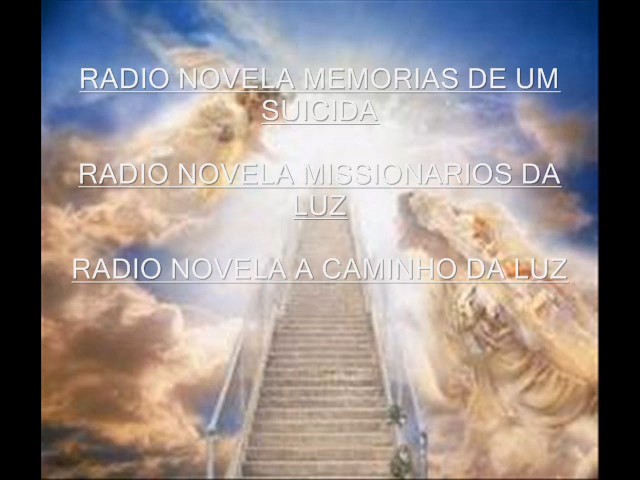 RADIO NOVELA MEMORIAS DE UM
SUICIDA
RADIO NOVELA MISSIONARIOS DA
LUZ
RADIO NOVELA A CAMINHO DA LUZ